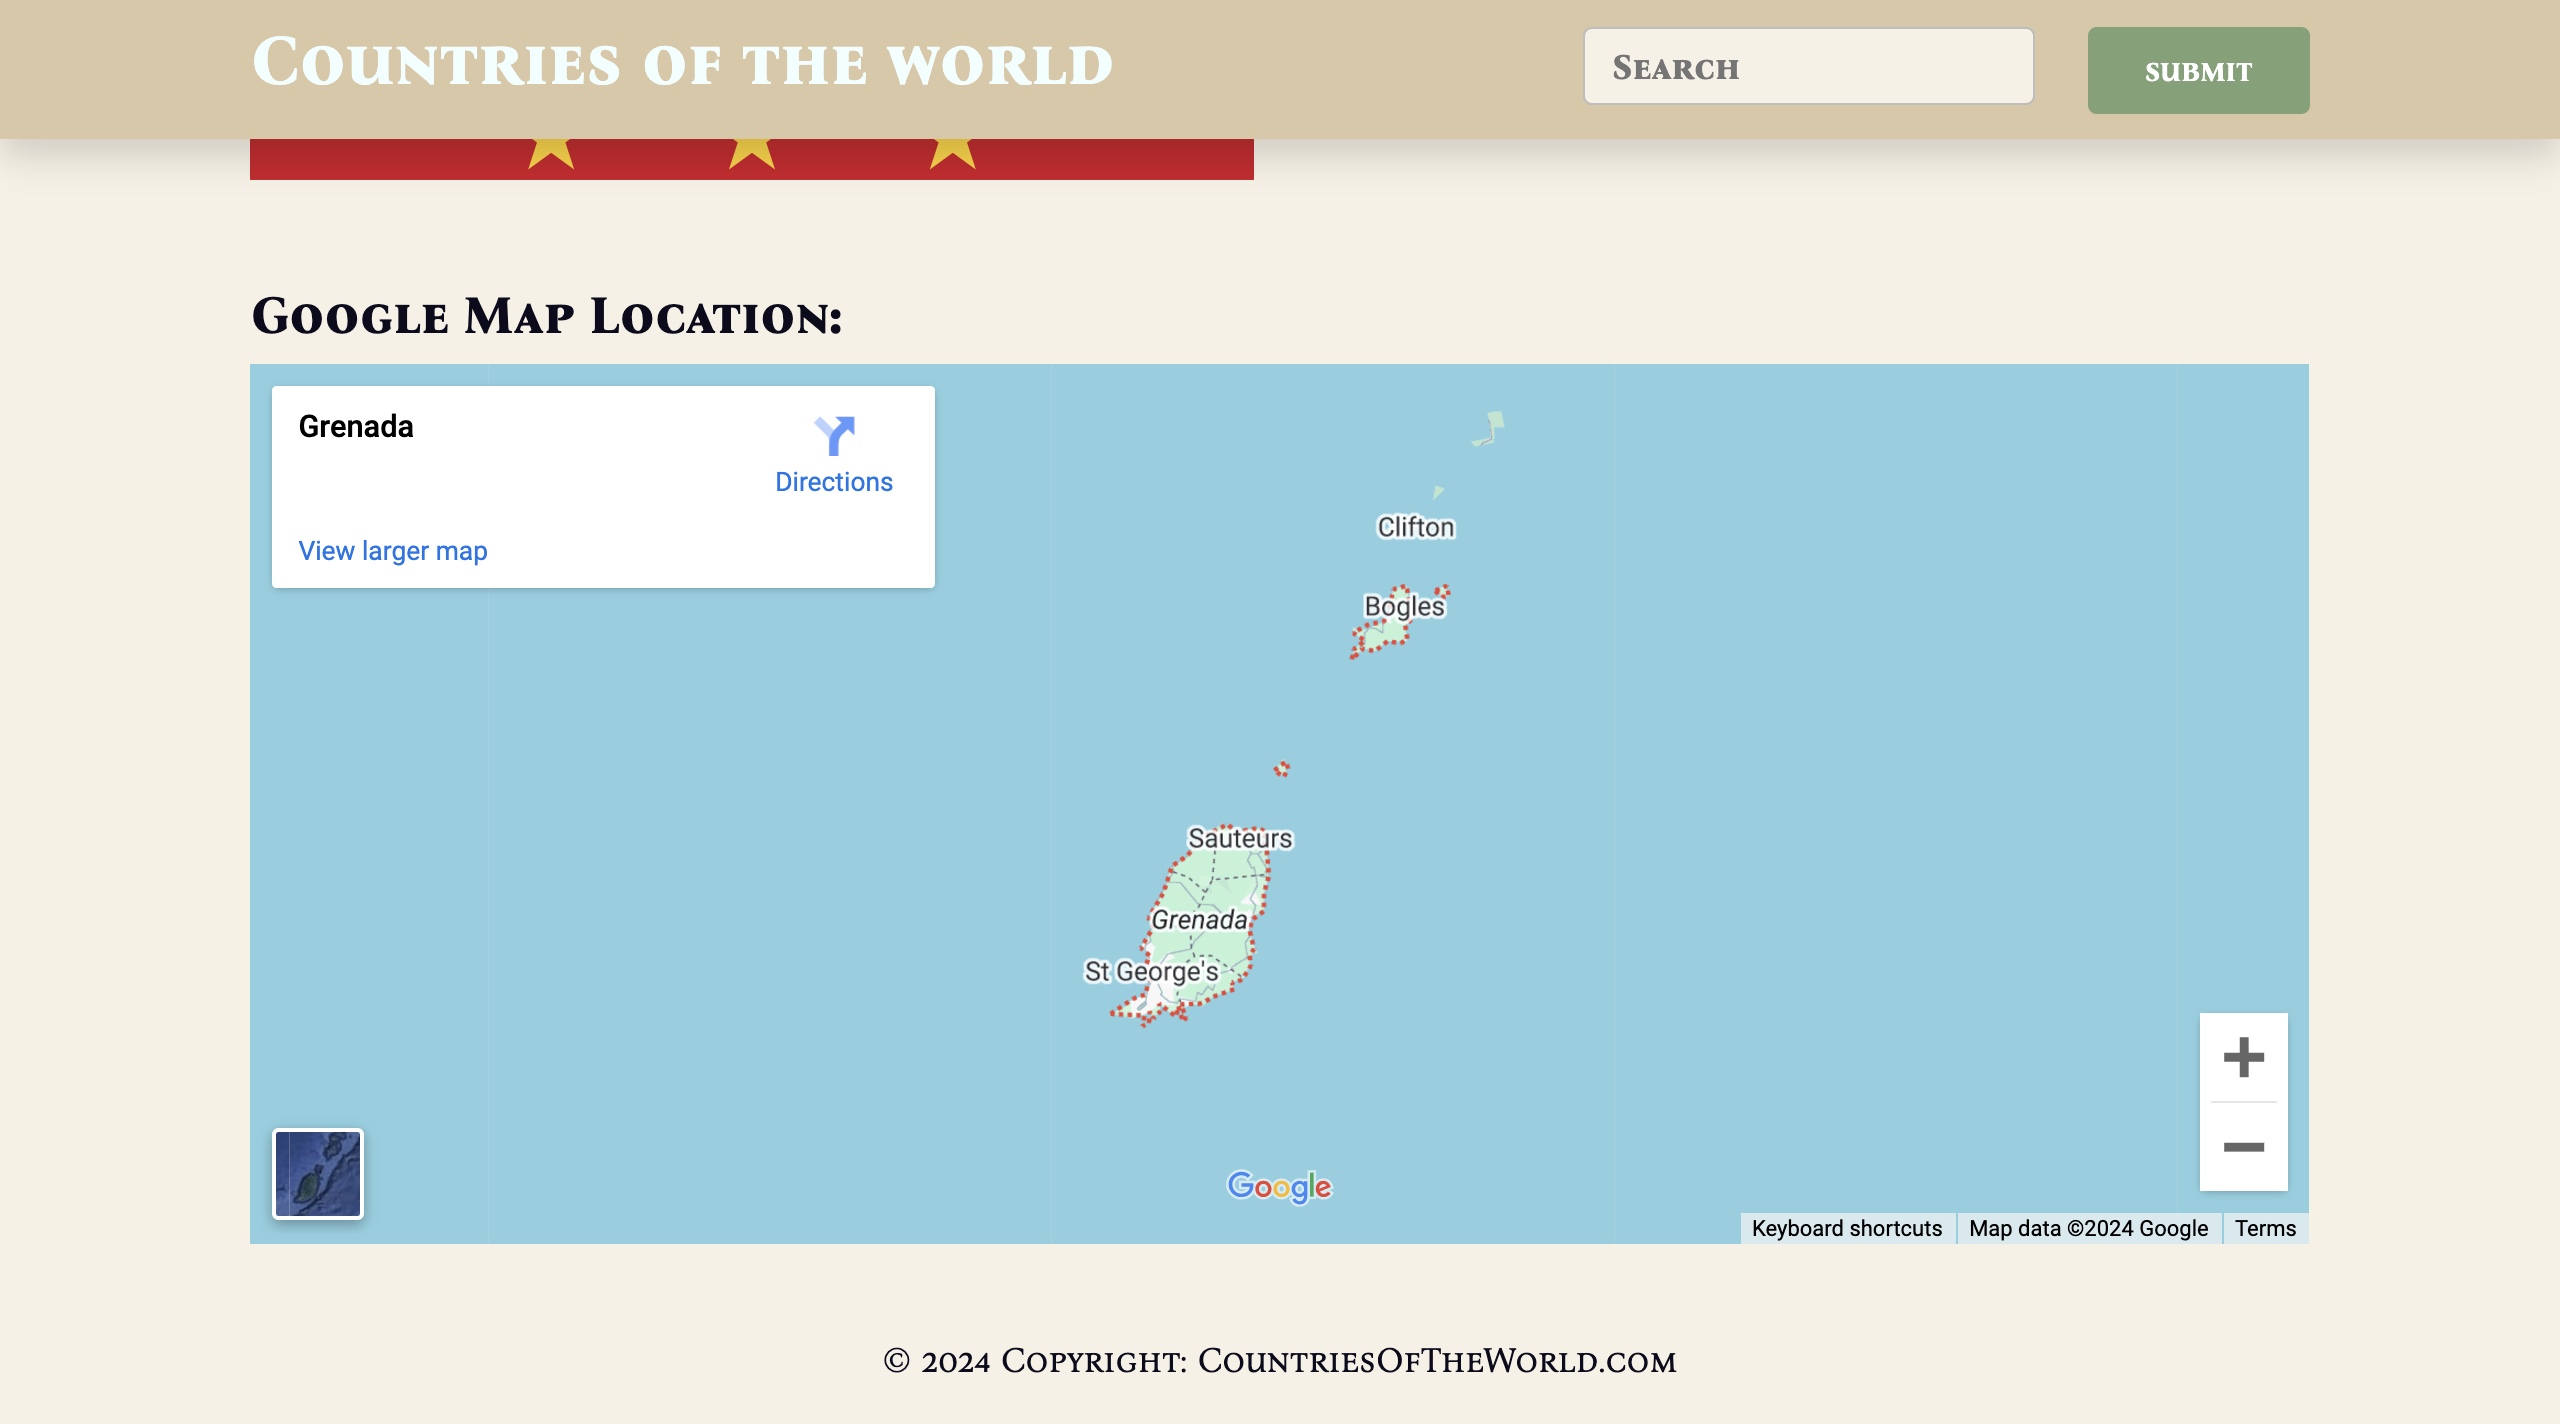 Countries of the world
Search
submit
Google Map Location:
Grenada
Directions
View larger map
Clifton
Bogles
Sauteurs
Grenada
St George's
Google
Keyboard shortcuts
Map data ©2024 Google
Terms
© 2024 Copyright: CountriesOfTheWorld.com